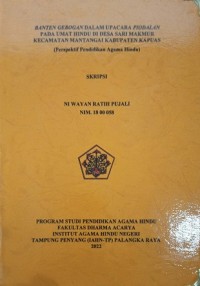 BANTEN GEBOGAN DALAM UPACARA PIODALAN
PADA UMAT HINDU DI DESA SARI MAKMUR
KECAMATAN MANTANGAI KABUPATEN KAPUAS
(Perspektif Pendidikan Agama Hindu)
SKRIPSI
NI WAYAN RATIH PUJALI
NIM. 18 00 038
PROGRAM STUDI PENDIDIKAN AGAMA HINDU
FAKULTAS DHARMA ACARYA
INSTITUT AGAMA HINDU NEGERI
TAMPUNG PENYANG (IAHN-TP) PALANGKA RAYA
2022